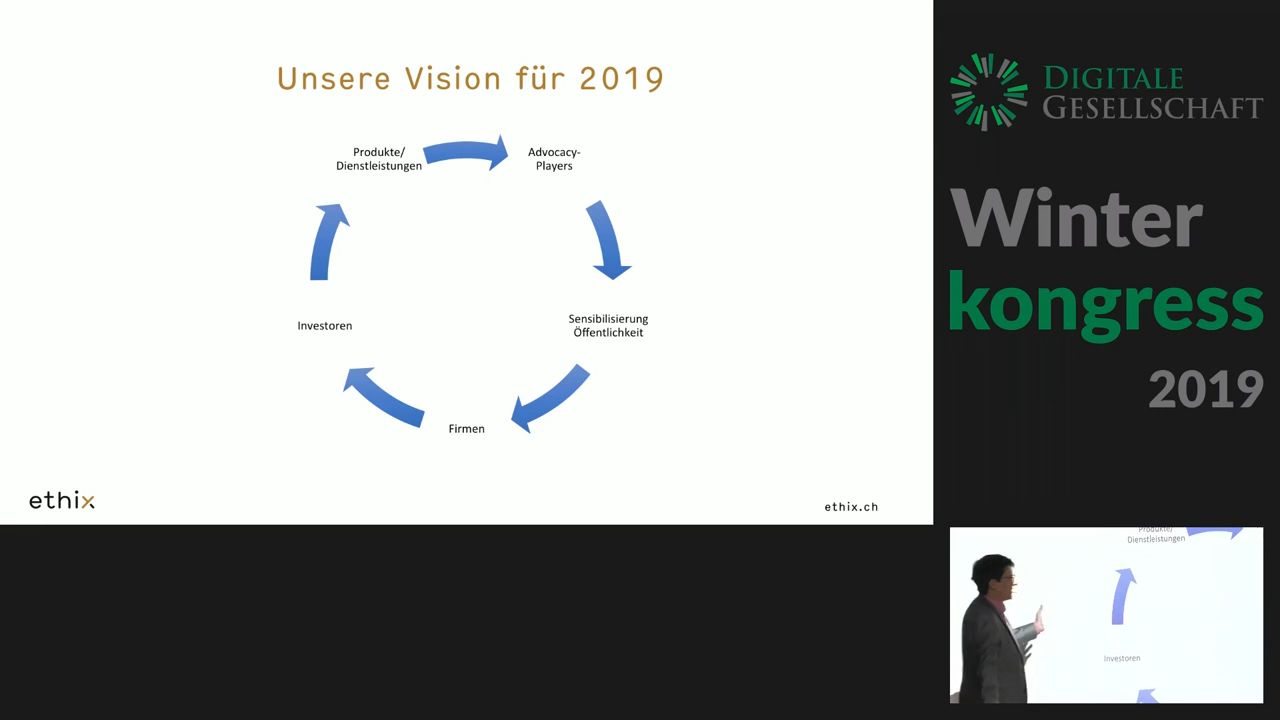 Unsere Vision für 2019
Produkte/
Dienstleistungen
Advocacy-
Players
Sensibilisierung
Öffentlichkeit
Firmen
Investoren
ethix
ethix.ch
DIGITALE
GESELLSCHAFT
Winter
kongress
2019
Produkte/
Dienstleistungen
Investoren